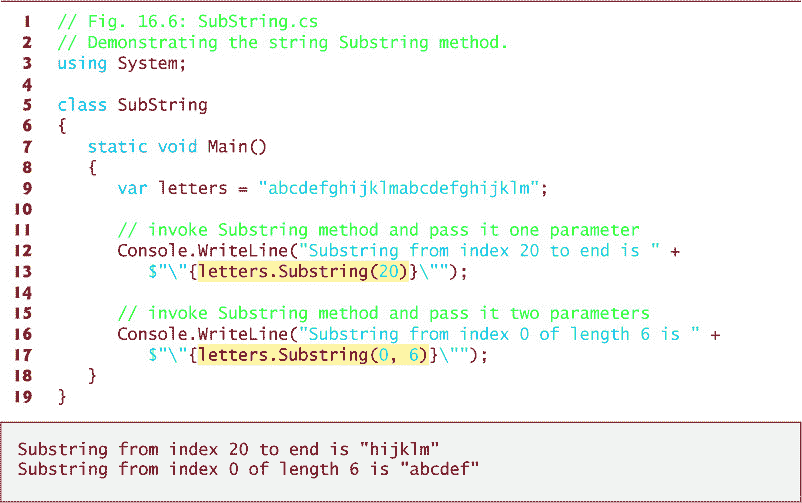 1 // Fig. 16.6: SubString.cs
2 // Demonstrating the string Substring method.
3 using System;
4
5 class SubString
6 {
7 static void Main()
8 {
9 var letters = "abcdefghijklmabcdefghijklm";
10
11 // invoke Substring method and pass it one parameter
12 Console.WriteLine("Substring from index 20 to end is " +
13 $"\"{letters.Substring(20)}\"");
14
15 // invoke Substring method and pass it two parameters
16 Console.WriteLine("Substring from index 0 of length 6 is " +
17 $"\"{letters.Substring(0, 6)}\"");
18 }
19 }
Substring from index 20 to end is "hijklm"
Substring from index 0 of length 6 is "abcdef"